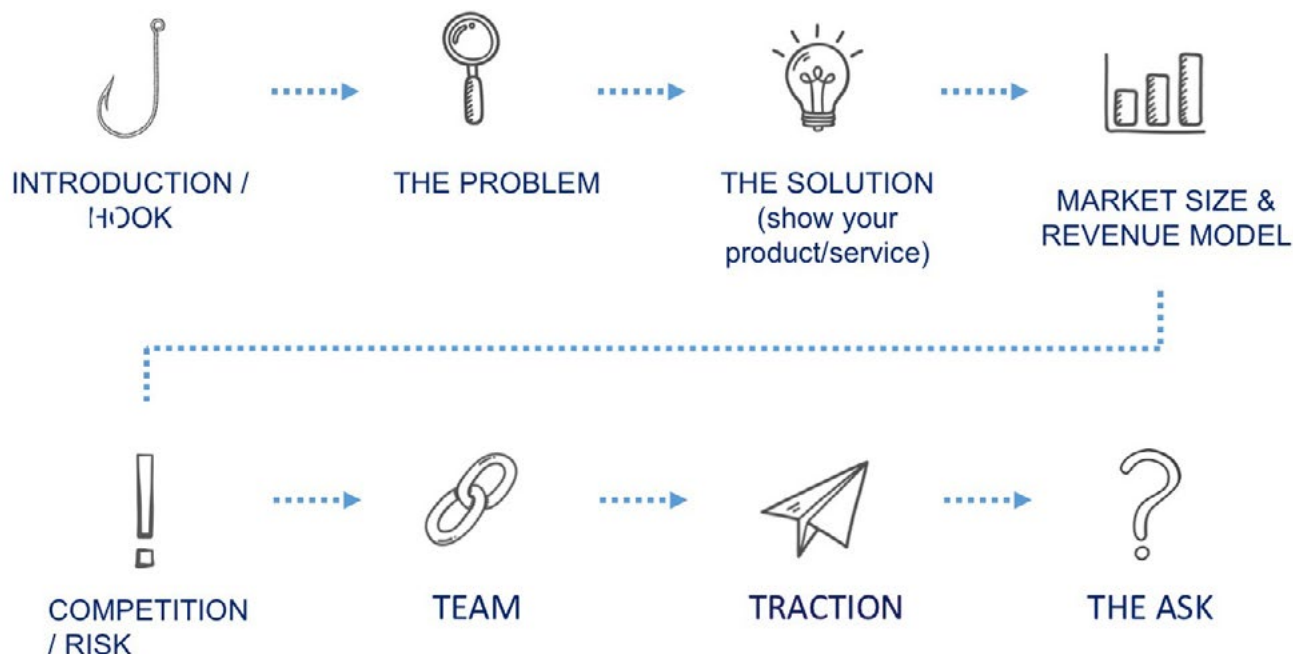 INTRODUCTION /
HOOK
THE PROBLEM
THE SOLUTION
(show your
product/service)
MARKET SIZE &
REVENUE MODEL
COMPETITION
/ RISK
TEAM
TRACTION
THE ASK